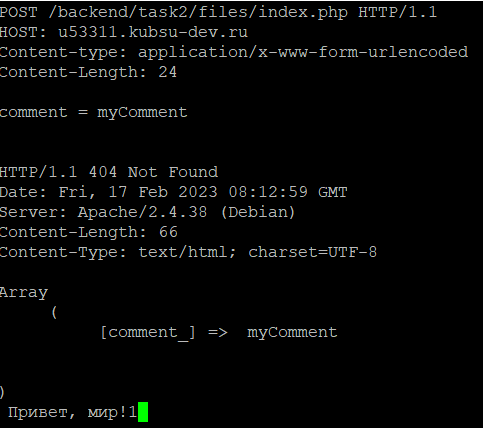 POST /backend/task2/files/index.php HTTP/1.1
HOST: u53311.kubsu-dev.ru
Content-type: application/x-www-form-urlencoded
Content-Length: 24
comment = myComment
HTTP/1.1 404 Not Found
Date: Fri, 17 Feb 2023 08:12:59 GMT
Server: Apache/2.4.38 (Debian)
Content-Length: 66
Content-Type: text/html; charset=UTF-8
Array
(
[comment_] => myComment
)
Привет, мир!1